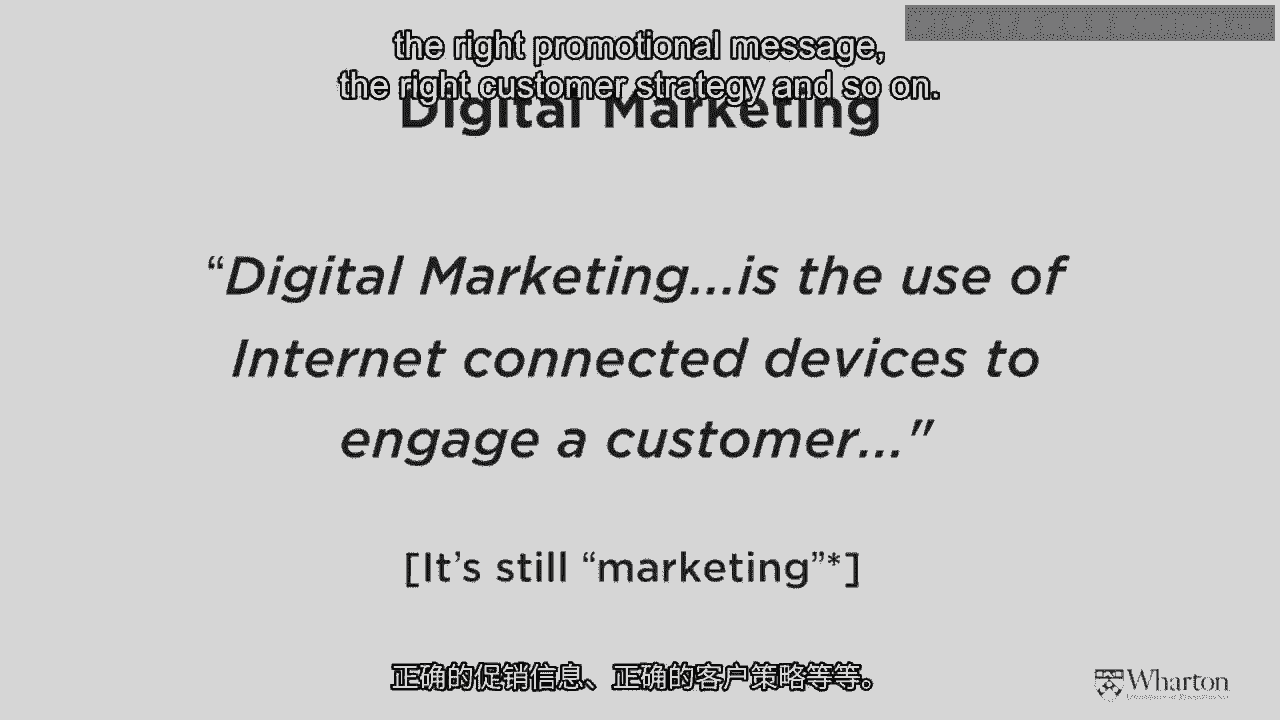 the right promotional message,
the right customer strategy and so on.
Digital Marketing
“Digital Marketing...is the use of
Internet connected devices to
engage a customer..."
[It’s still “marketing”*]
正确的促销信息、正确的客户策略等等。
Wharton